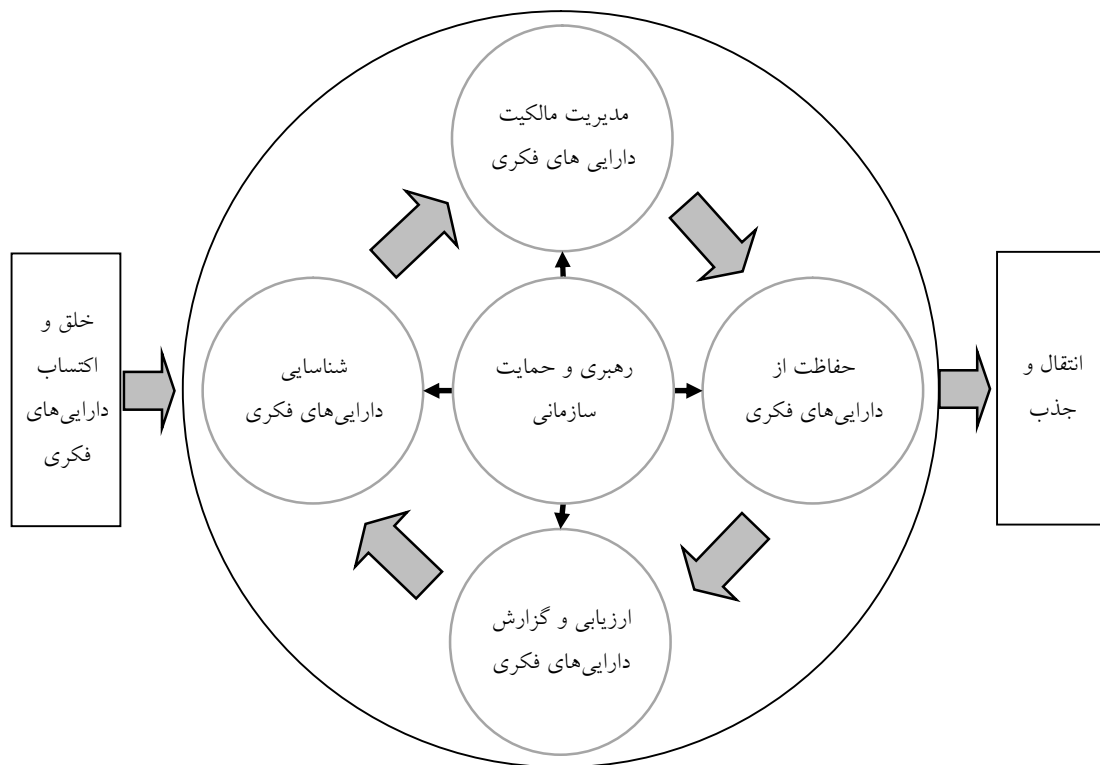 مدیریت مالکیت
دارایی های فکری
خلق و
اکتساب
دارایی‌های
فکری
شناسایی
دارایی‌های فکری
رهبری و حمایت
سازمانی
حفاظت از
دارایی‌های فکری
انتقال و
جذب
ارزیابی و گزارش
دارایی‌های فکری